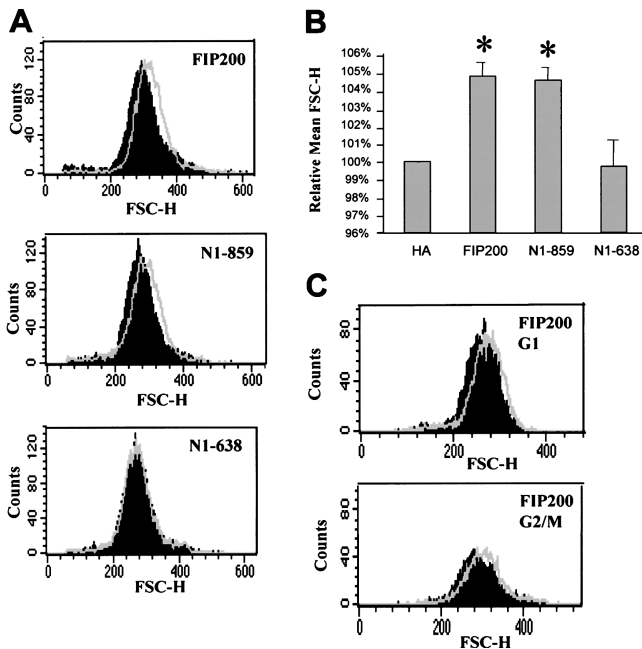 A
FIP200
Counts
0 40 80 120
0 200 400 600
FSC-H
N1-859
Counts
0 40 80 120
0 200 400 600
FSC-H
N1-638
Counts
0 40 80 120
0 200 400 600
FSC-H
B
Relative Mean FSC-H
106%
105%
104%
103%
102%
101%
100%
99%
98%
97%
96%
* *
HA FIP200 N1-859 N1-638
C
FIP200
G1
Counts
0 40 80
0 200 400
FSC-H
FIP200
G2/M
Counts
0 40 80
0 200 400
FSC-H